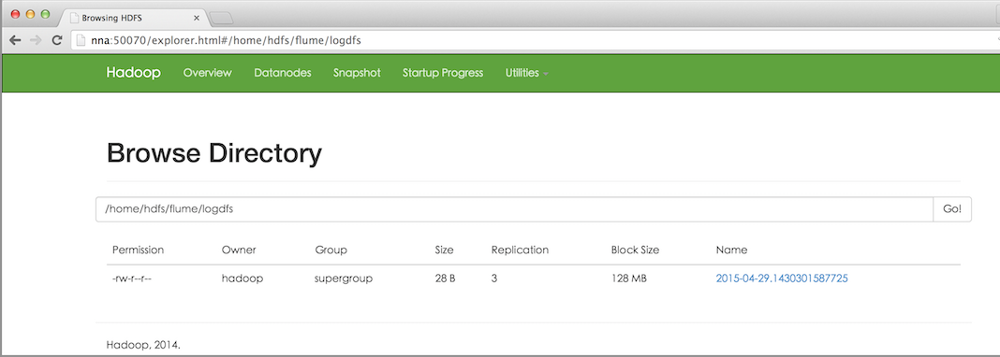 Browsing HDFS
nna:50070/explorer.html#/home/hdfs/flume/logdfs
Hadoop Overview Datanodes Snapshot Startup Progress Utilities
Browse Directory
/home/hdfs/flume/logdfs Go!
Permission Owner Group Size Replication Block Size Name
-rw-r--r-- hadoop supergroup 28 B 3 128 MB 2015-04-29.1430301587725
Hadoop, 2014.